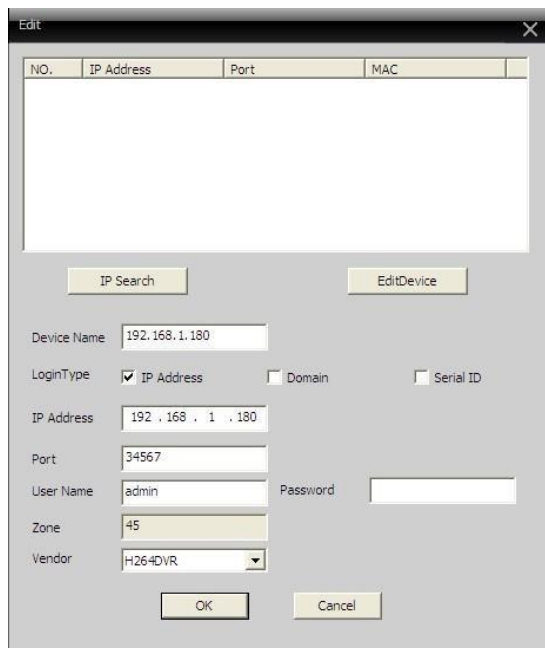 Edit
NO. IP Address Port MAC
IP Search EditDevice
Device Name 192.168.1.180
LoginType IP Address Domain Serial ID
IP Address 192 . 168 . 1 . 180
Port 34567
User Name admin Password
Zone 45
Vendor H264DVR
OK Cancel